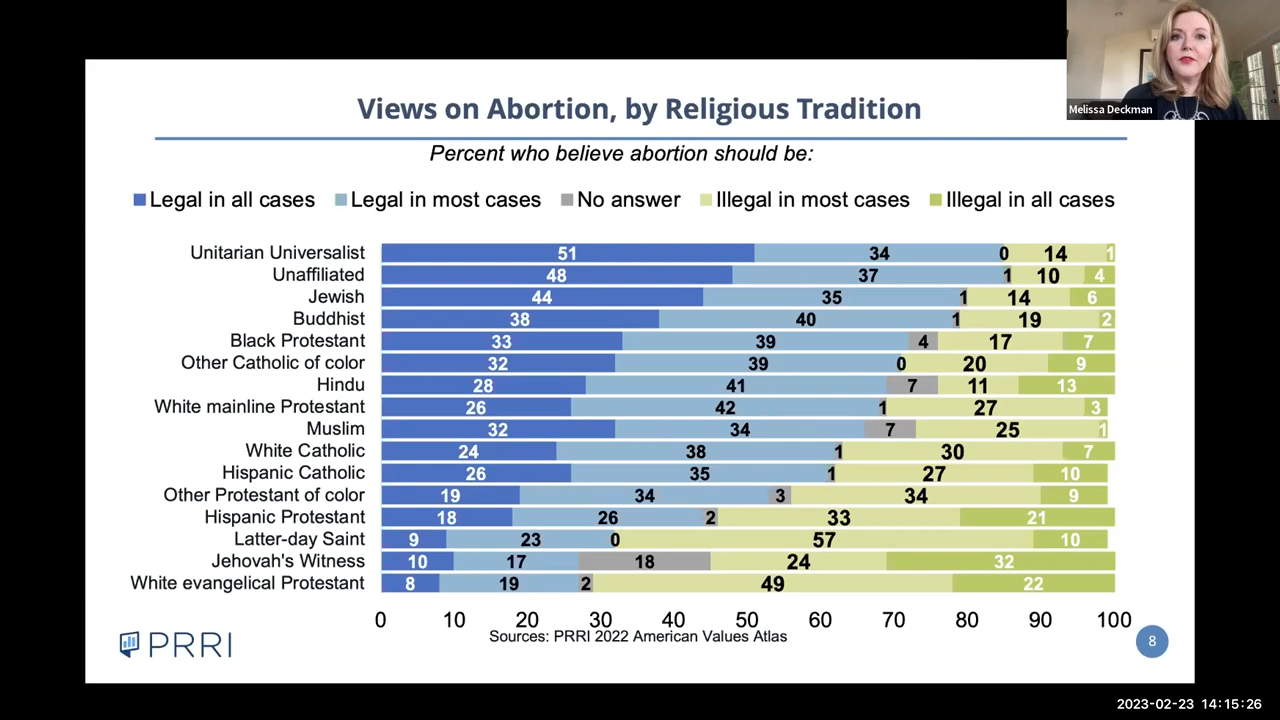 Melissa Deckman
Views on Abortion, by Religious Tradition
Percent who believe abortion should be:
Legal in all cases Legal in most cases No answer Illegal in most cases Illegal in all cases
Unitarian Universalist 51 34 0 14 1
Unaffiliated 48 37 1 10 4
Jewish 44 35 1 14 6
Buddhist 38 40 1 19 2
Black Protestant 33 39 4 17 7
Other Catholic of color 32 39 0 20 9
Hindu 28 41 7 11 13
White mainline Protestant 26 42 1 27 3
Muslim 32 34 7 25 1
White Catholic 24 38 1 30 7
Hispanic Catholic 26 35 1 27 10
Other Protestant of color 19 34 3 34 9
Hispanic Protestant 18 26 2 33 21
Latter-day Saint 9 23 0 57 10
Jehovah's Witness 10 17 18 24 32
White evangelical Protestant 8 19 2 49 22
0 10 20 30 40 50 60 70 80 90 100
Sources: PRRI 2022 American Values Atlas
PRRI
8
2023-02-23 14:15:26